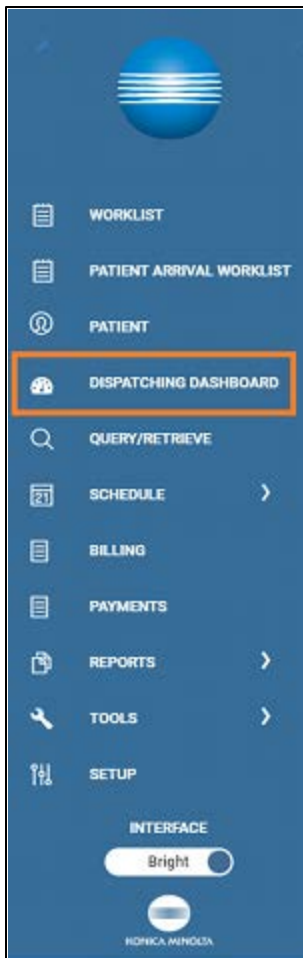 WORKLIST
PATIENT ARRIVAL WORKLIST
PATIENT
DISPATCHING DASHBOARD
QUERY/RETRIEVE
21
SCHEDULE
BILLING
PAYMENTS
REPORTS
TOOLS
SETUP
INTERFACE
Bright
KONICA MINOLTA